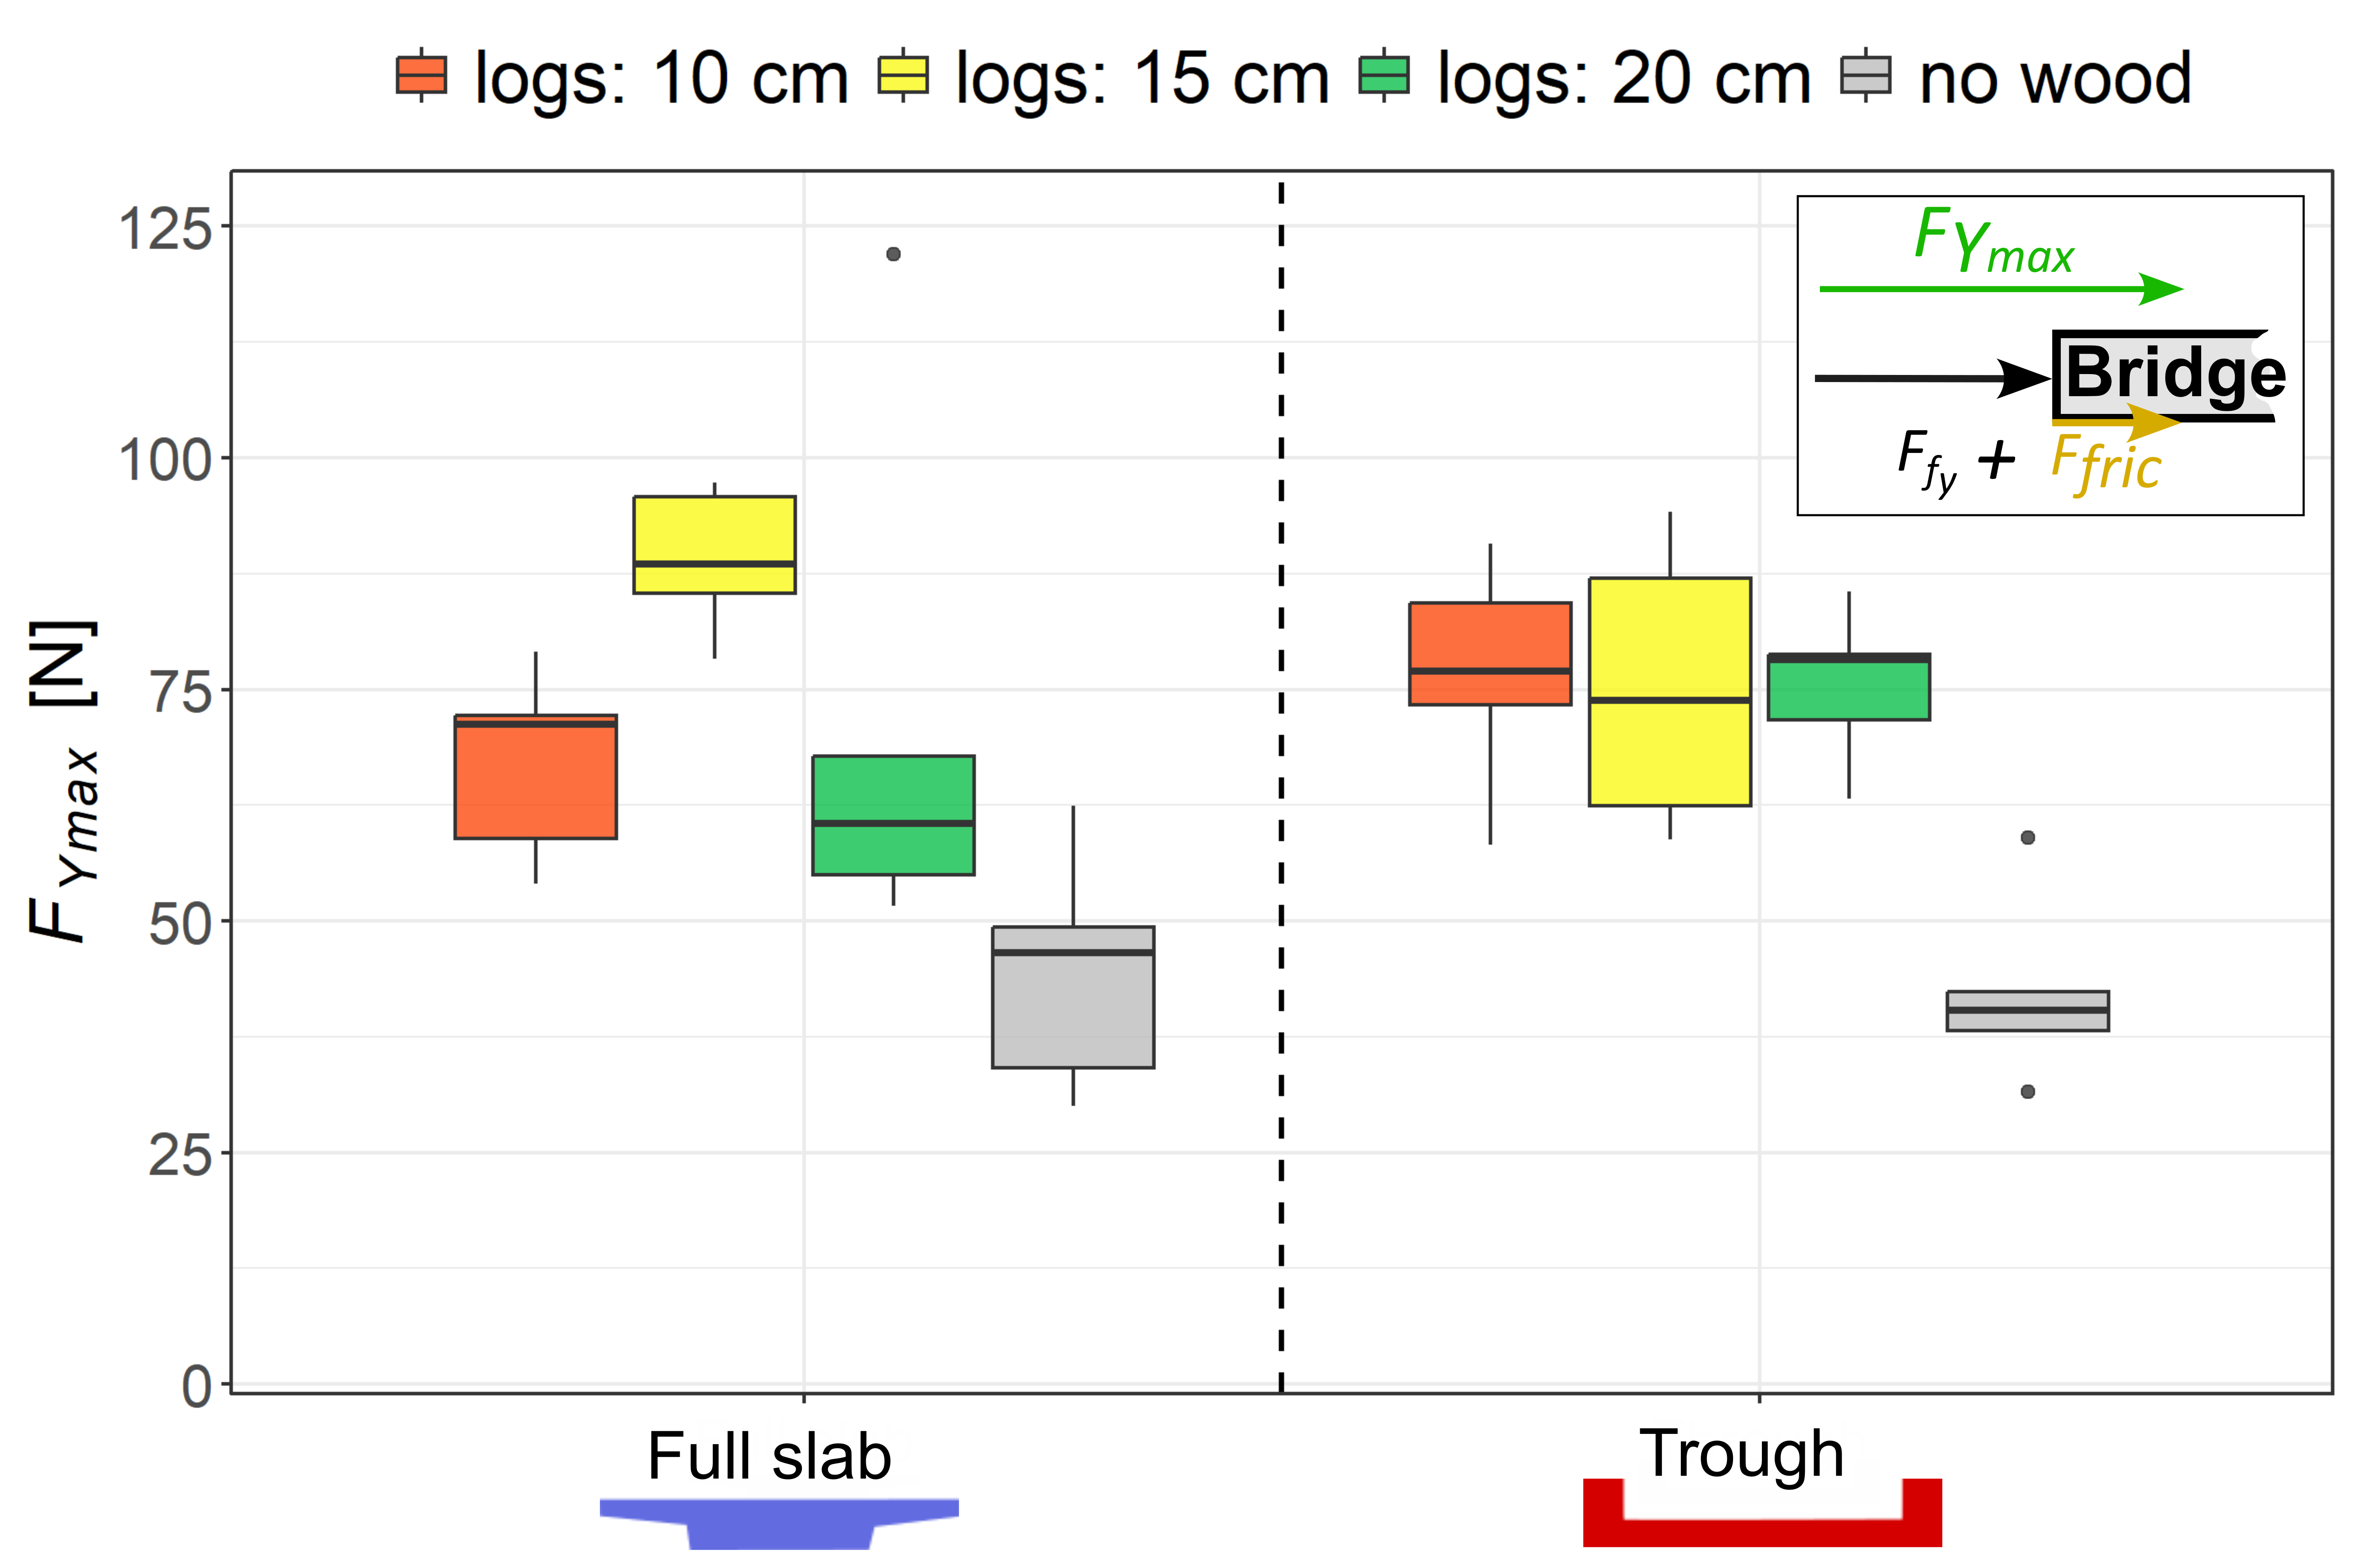 logs: 10 cm logs: 15 cm logs: 20 cm no wood
FYmax
Bridge
Ffy + Ffric
FYmax [N]
125
100
75
50
25
0
Full slab
Trough